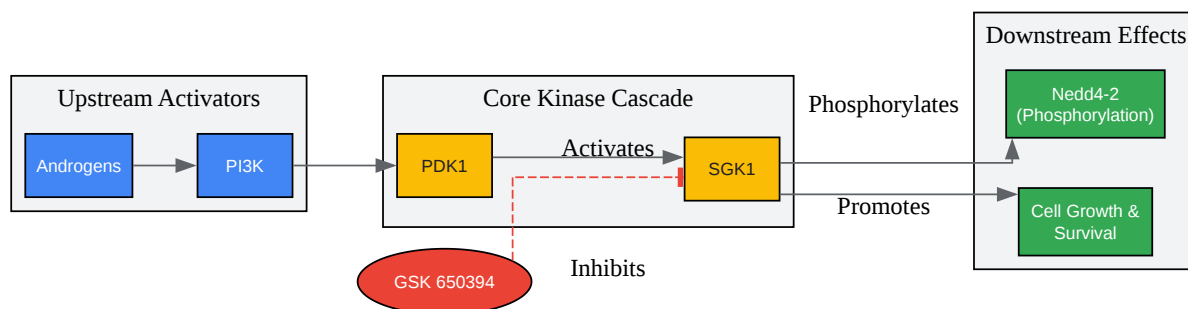 Upstream Activators
Androgens
PI3K
Core Kinase Cascade
PDK1
Activates
SGK1
GSK 650394
Inhibits
Phosphorylates
Promotes
Downstream Effects
Nedd4-2
(Phosphorylation)
Cell Growth &
Survival